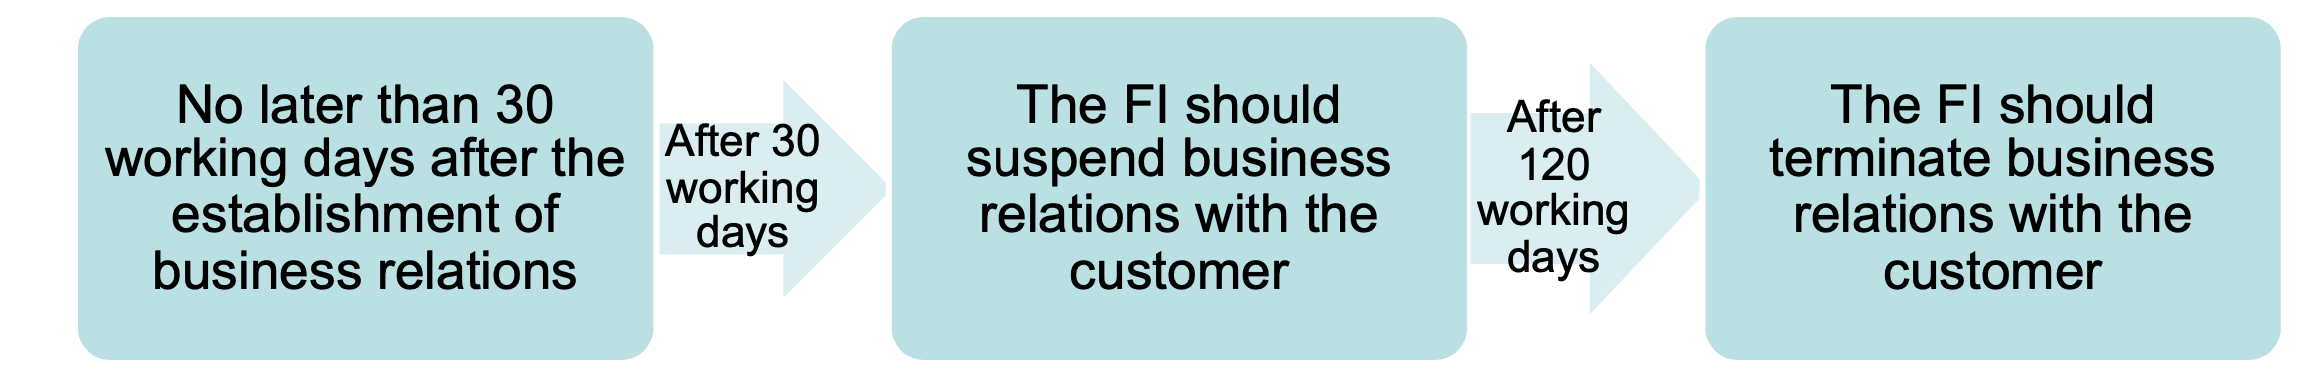 No later than 30
working days after the
establishment of
business relations
After 30
working
days
The FI should
suspend business
relations with the
customer
After
120
working
days
The FI should
terminate business
relations with the
customer